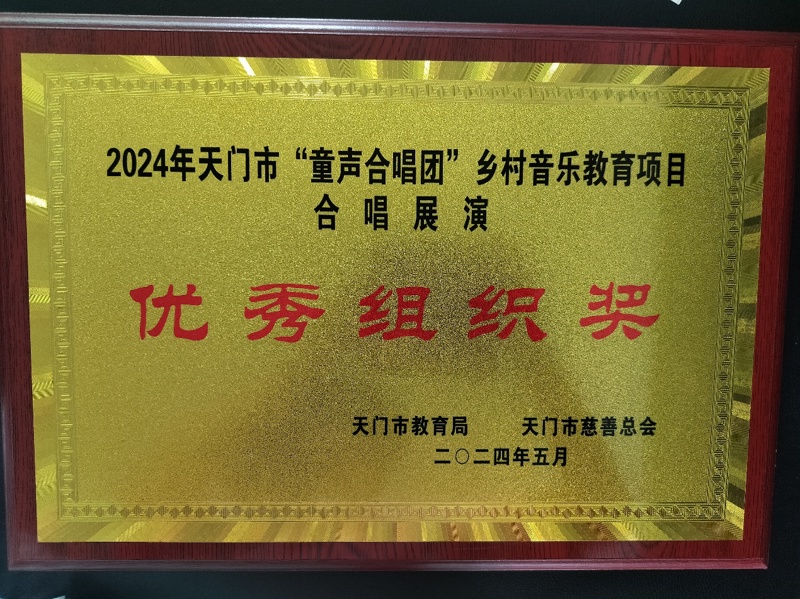 2024年天门市“童声合唱团”乡村音乐教育项目
合唱展演
优秀组织奖
天门市教育局 天门市慈善总会
二〇二四年五月